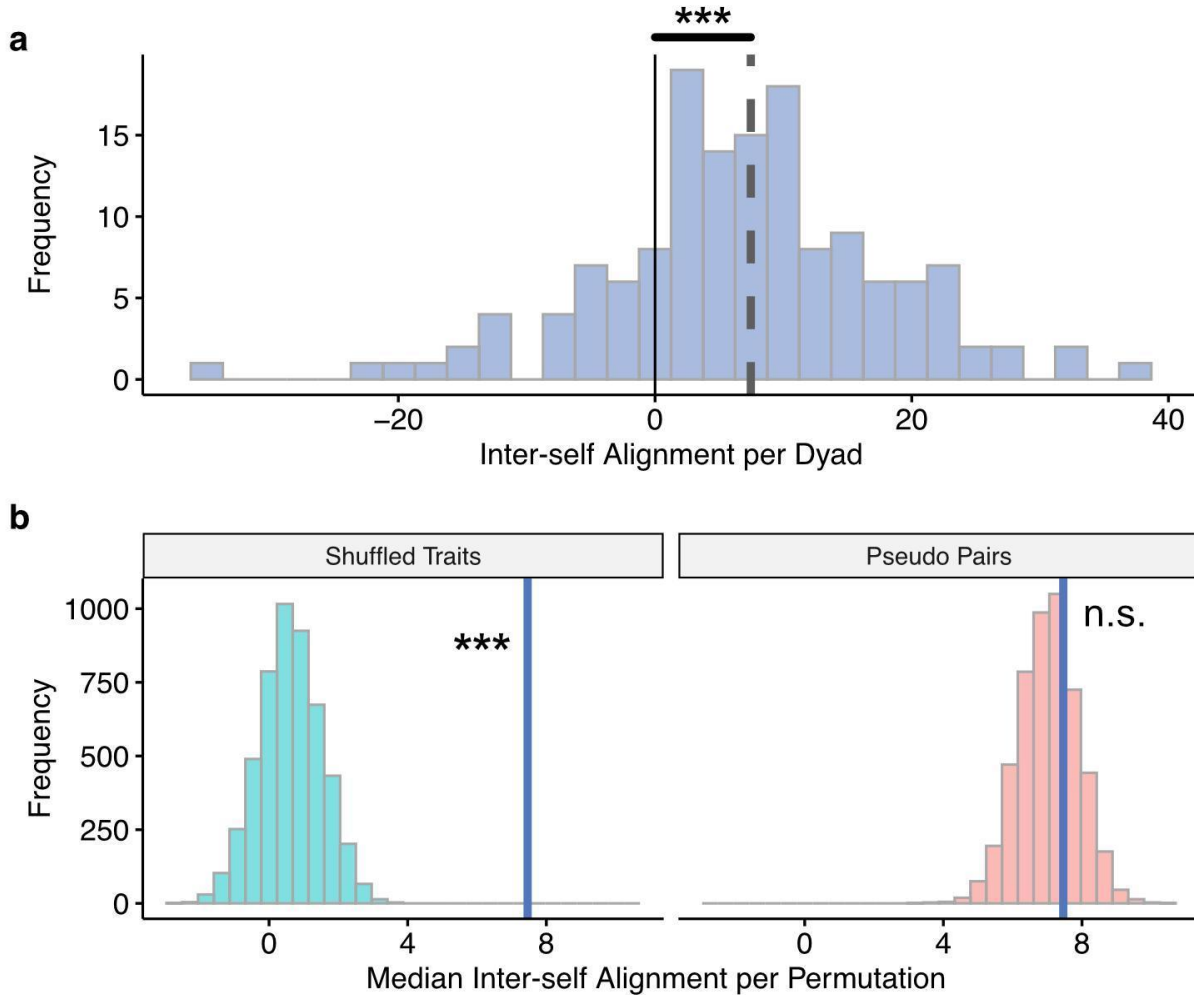 a
***
Frequency
15
10
5
0
−20 0 20 40
Inter-self Alignment per Dyad
b
Shuffled Traits Pseudo Pairs
Frequency
1000
750
500
250
0
***
n.s.
0 4 8 0 4 8
Median Inter-self Alignment per Permutation